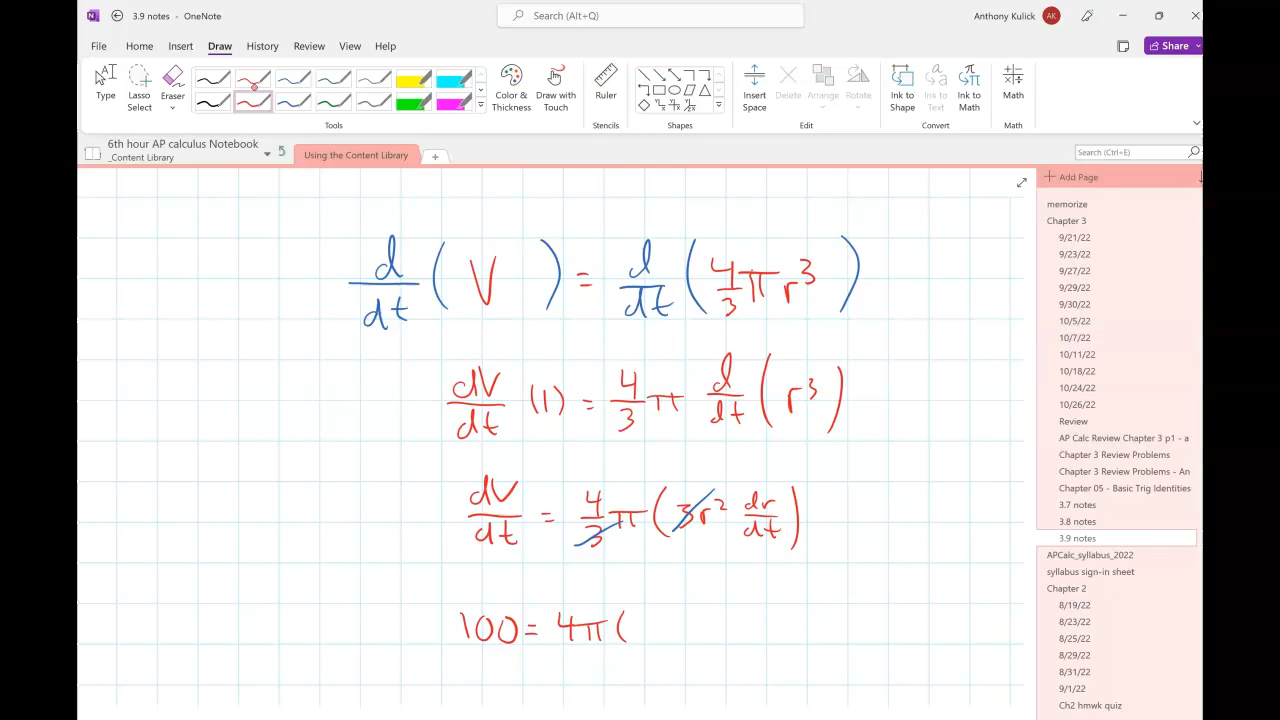 3.9 notes - OneNote
Search (Alt+Q)
Anthony Kulick
AK
File Home Insert Draw History Review View Help
Share
Type
Lasso Select
Eraser
Color & Thickness
Draw with Touch
Ruler
Insert Space
Delete
Arrange
Rotate
Ink to Shape
Ink to Text
Ink to Math
Math
Tools
Stencils
Shapes
Edit
Convert
Math
6th hour AP calculus Notebook
_Content Library
Using the Content Library
Search (Ctrl+E)
d/dt ( V ) = d/dt ( 4/3 π r³ )
dV/dt (1) = 4/3 π d/dt ( r³ )
dV/dt = 4/3 π ( 3r² dr/dt )
100 = 4π (
Add Page
memorize
Chapter 3
9/21/22
9/23/22
9/27/22
9/29/22
9/30/22
10/5/22
10/7/22
10/11/22
10/18/22
10/24/22
10/26/22
Review
AP Calc Review Chapter 3 p1 - a
Chapter 3 Review Problems
Chapter 3 Review Problems - An
Chapter 05 - Basic Trig Identities
3.7 notes
3.8 notes
3.9 notes
APCalc_syllabus_2022
syllabus sign-in sheet
Chapter 2
8/19/22
8/23/22
8/25/22
8/29/22
8/31/22
9/1/22
Ch2 hmwk quiz